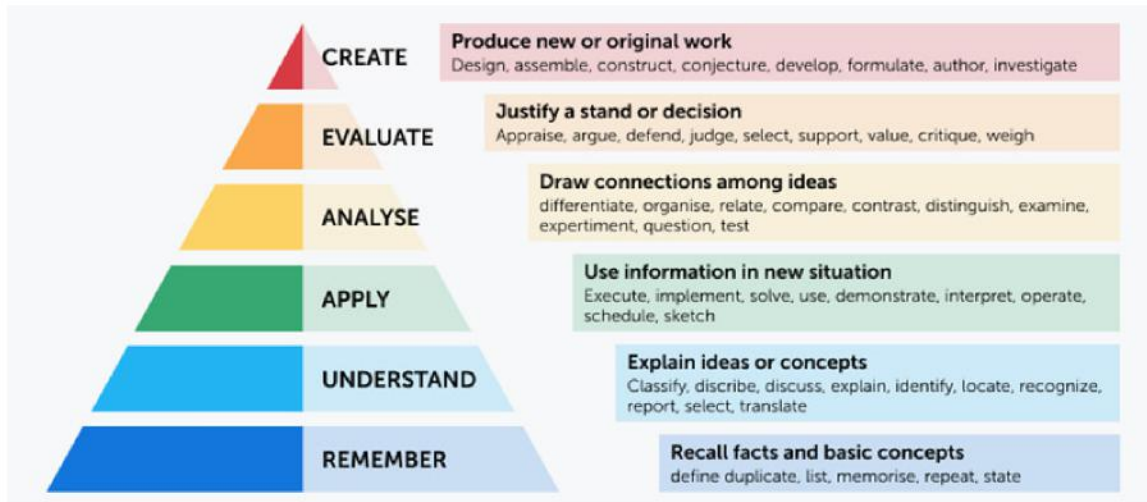 CREATE
Produce new or original work
Design, assemble, construct, conjecture, develop, formulate, author, investigate
EVALUATE
Justify a stand or decision
Appraise, argue, defend, judge, select, support, value, critique, weigh
ANALYSE
Draw connections among ideas
differentiate, organise, relate, compare, contrast, distinguish, examine,
expertiment, question, test
APPLY
Use information in new situation
Execute, implement, solve, use, demonstrate, interpret, operate,
schedule, sketch
UNDERSTAND
Explain ideas or concepts
Classify, discribe, discuss, explain, identify, locate, recognize,
report, select, translate
REMEMBER
Recall facts and basic concepts
define duplicate, list, memorise, repeat, state